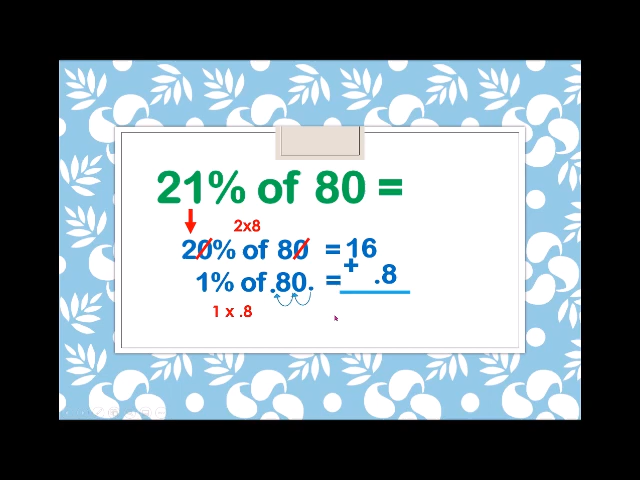 21% of 80 =
2x8
20% of 80 = 16
+
1% of .80. = .8
1 x .8